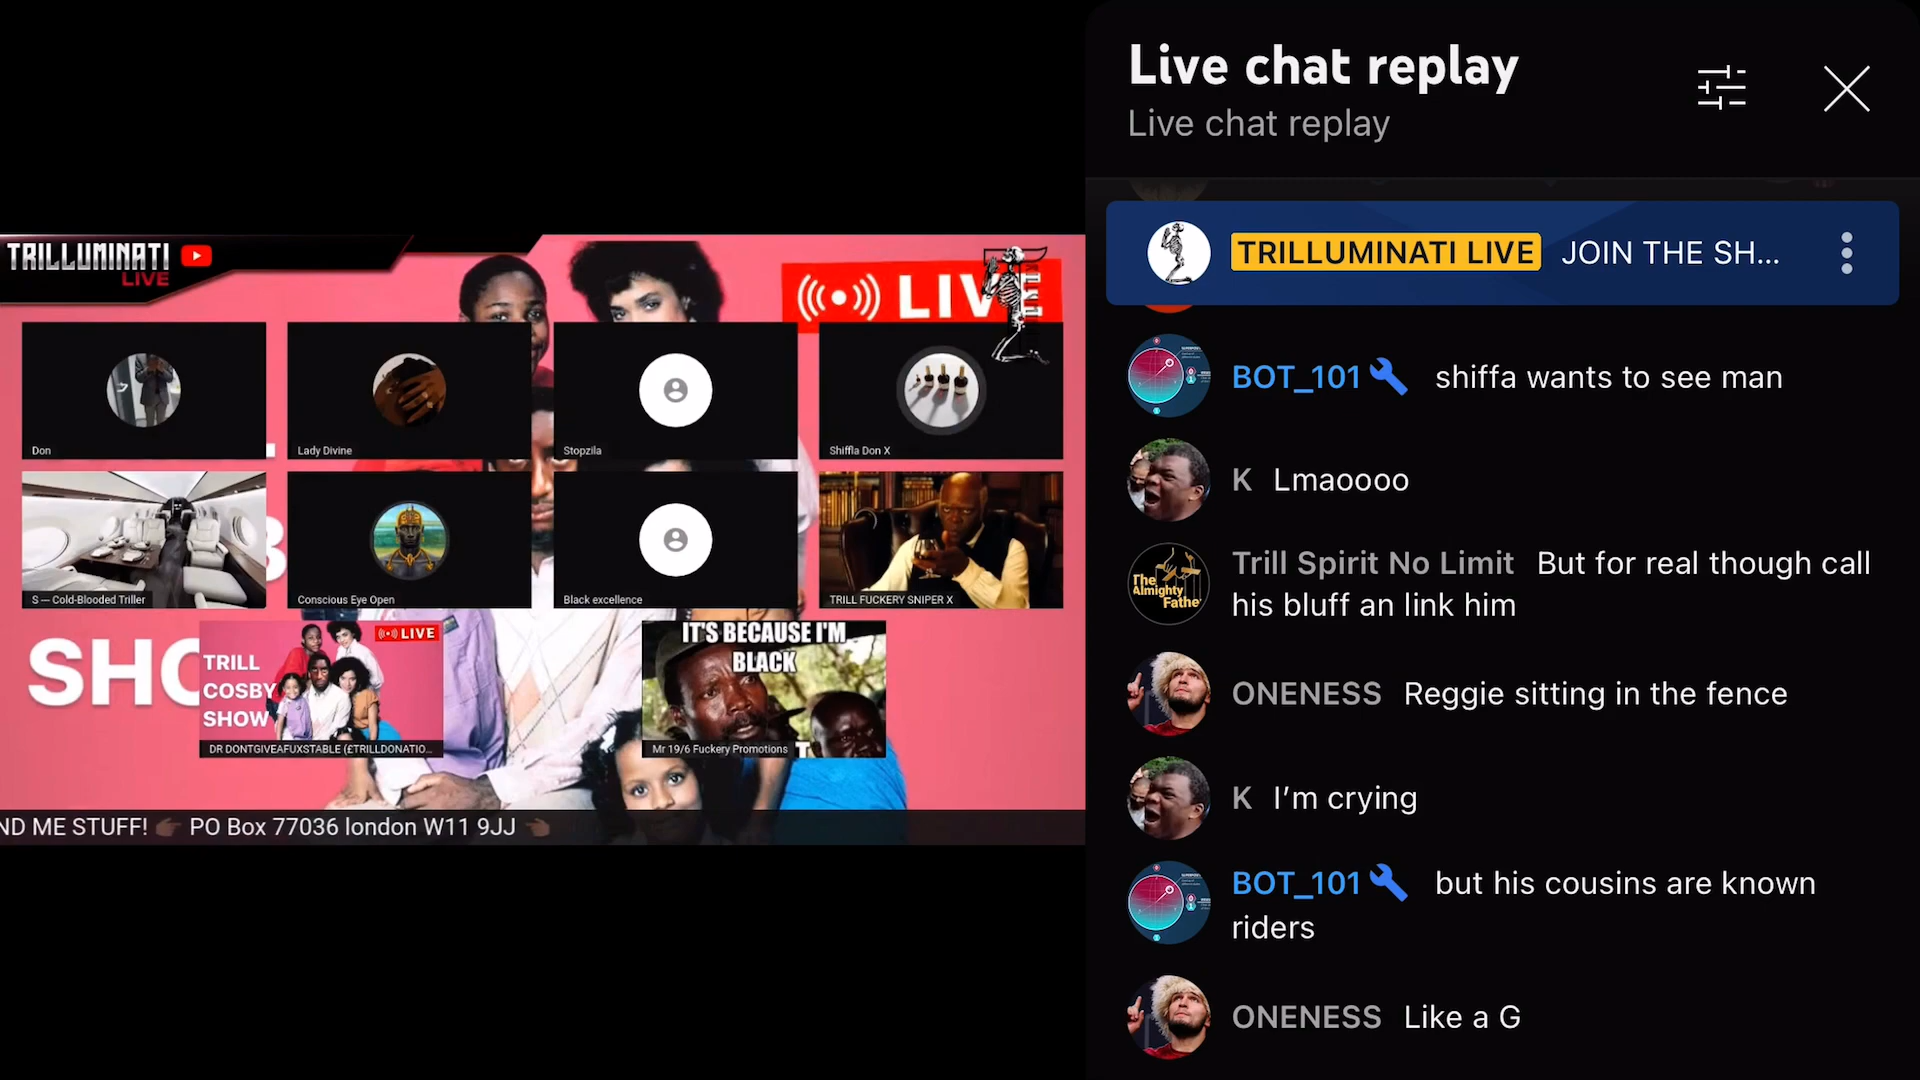 TRILLUMINATI
LIVE
LIVE
Don
Lady Divine
Stopzila
Shiffla Don X
S — Cold-Blooded Triller
Conscious Eye Open
Black excellence
TRILL FUCKERY SNIPER X
SHO
LIVE
TRILL
COSBY
SHOW
DR DONTGIVEAFUXSTABLE (£TRILLDONATIO...
IT'S BECAUSE I'M
BLACK
Mr 19/6 Fuckery Promotions
ND ME STUFF! PO Box 77036 london W11 9JJ
Live chat replay
Live chat replay
TRILLUMINATI LIVE JOIN THE SH...
BOT_101 shiffa wants to see man
K Lmaoooo
Trill Spirit No Limit But for real though call
his bluff an link him
The
Almighty
Father
ONENESS Reggie sitting in the fence
K I'm crying
BOT_101 but his cousins are known
riders
ONENESS Like a G